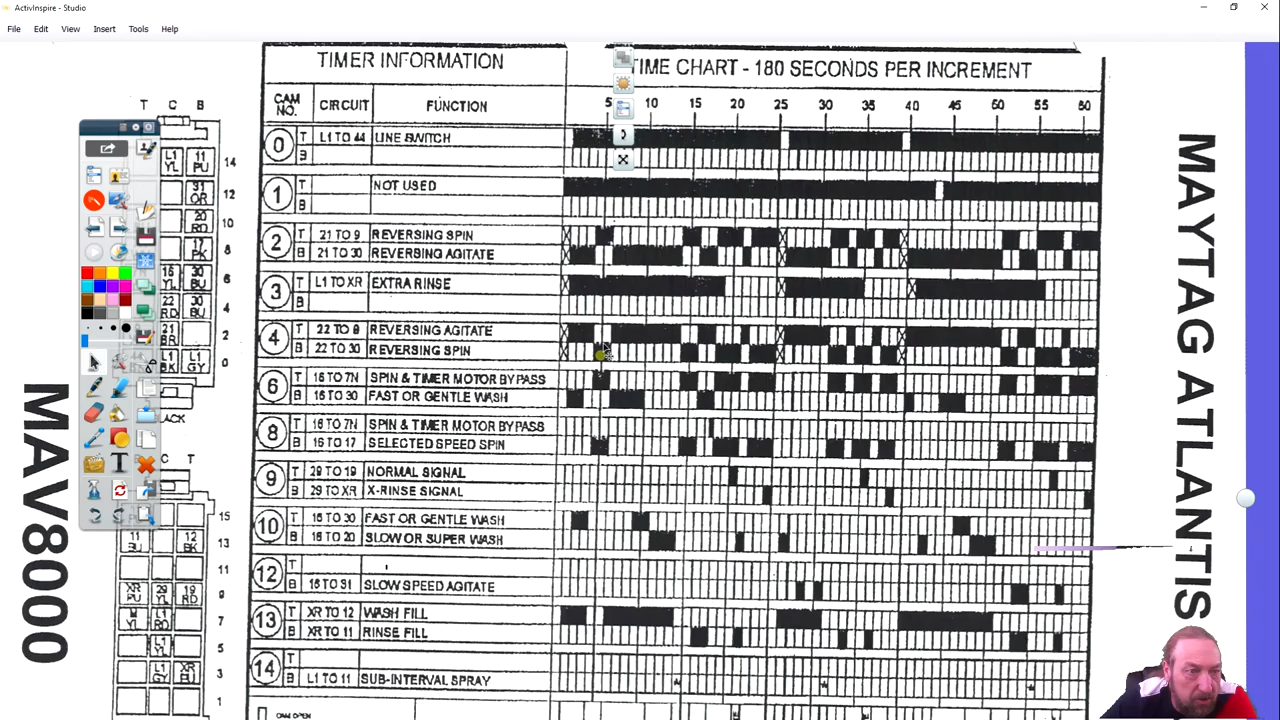 ActivInspire - Studio
File Edit View Insert Tools Help
TIMER INFORMATION
TIME CHART - 180 SECONDS PER INCREMENT
CAM NO. CIRCUIT FUNCTION
5 10 15 20 25 30 35 40 45 50 55 60
0 T L1 TO 44 LINE SWITCH
B
1 T NOT USED
B
2 T 21 TO 9 REVERSING SPIN
B 21 TO 30 REVERSING AGITATE
3 T L1 TO XR EXTRA RINSE
B
4 T 22 TO 8 REVERSING AGITATE
B 22 TO 30 REVERSING SPIN
6 T 16 TO 7N SPIN & TIMER MOTOR BYPASS
B 16 TO 30 FAST OR GENTLE WASH
8 T 16 TO 7N SPIN & TIMER MOTOR BYPASS
B 16 TO 17 SELECTED SPEED SPIN
9 T 29 TO 19 NORMAL SIGNAL
B 29 TO XR X-RINSE SIGNAL
10 T 16 TO 30 FAST OR GENTLE WASH
B 16 TO 20 SLOW OR SUPER WASH
12 T
B 16 TO 31 SLOW SPEED AGITATE
13 T XR TO 12 WASH FILL
B XR TO 11 RINSE FILL
14 T
B L1 TO 11 SUB-INTERVAL SPRAY
CAM OPEN
T C B
L1 YL 11 PU 14
31 OR 12
20 RD 10
17 PK 8
16 YL 30 BU 6
22 RD 30 BU 4
21 BR 2
L1 BK L1 GY 0
LACK
C T
15
11 BU 12 BK 13
11
XR PU 29 YL 19 RD 9
M YL L1 RD 7
L1 YL 5
L1 GY XR BU 3
1
MAV8000
MAYTAG ATLANTIS